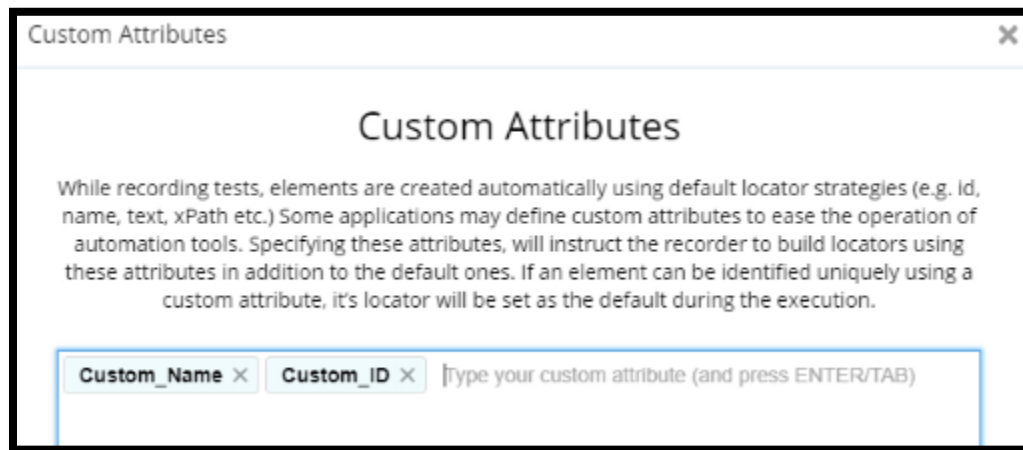 Custom Attributes
Custom Attributes
While recording tests, elements are created automatically using default locator strategies (e.g. id,
name, text, xPath etc.) Some applications may define custom attributes to ease the operation of
automation tools. Specifying these attributes, will instruct the recorder to build locators using
these attributes in addition to the default ones. If an element can be identified uniquely using a
custom attribute, it's locator will be set as the default during the execution.
Custom_Name × Custom_ID × Type your custom attribute (and press ENTER/TAB)